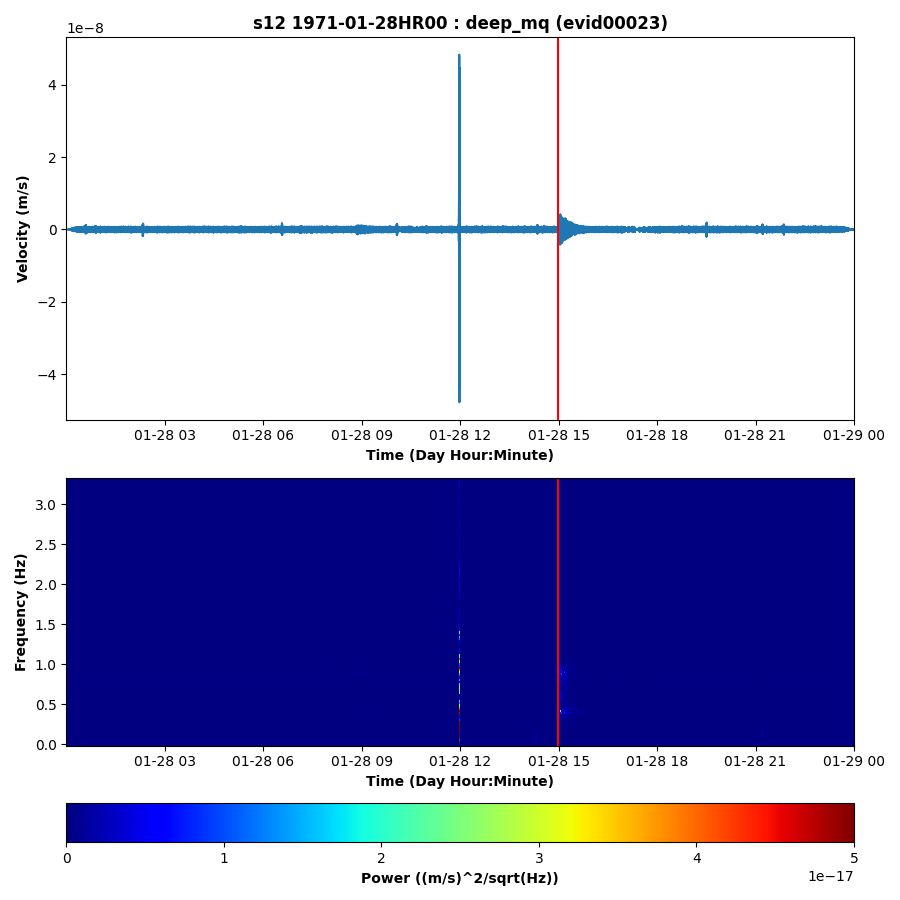 s12 1971-01-28HR00 : deep_mq (evid00023)
1e−8
4
2
0
−2
−4
Velocity (m/s)
01-28 03 01-28 06 01-28 09 01-28 12 01-28 15 01-28 18 01-28 21 01-29 00
Time (Day Hour:Minute)
3.0
2.5
2.0
1.5
1.0
0.5
0.0
Frequency (Hz)
01-28 03 01-28 06 01-28 09 01-28 12 01-28 15 01-28 18 01-28 21 01-29 00
Time (Day Hour:Minute)
0 1 2 3 4 5
1e−17
Power ((m/s)^2/sqrt(Hz))